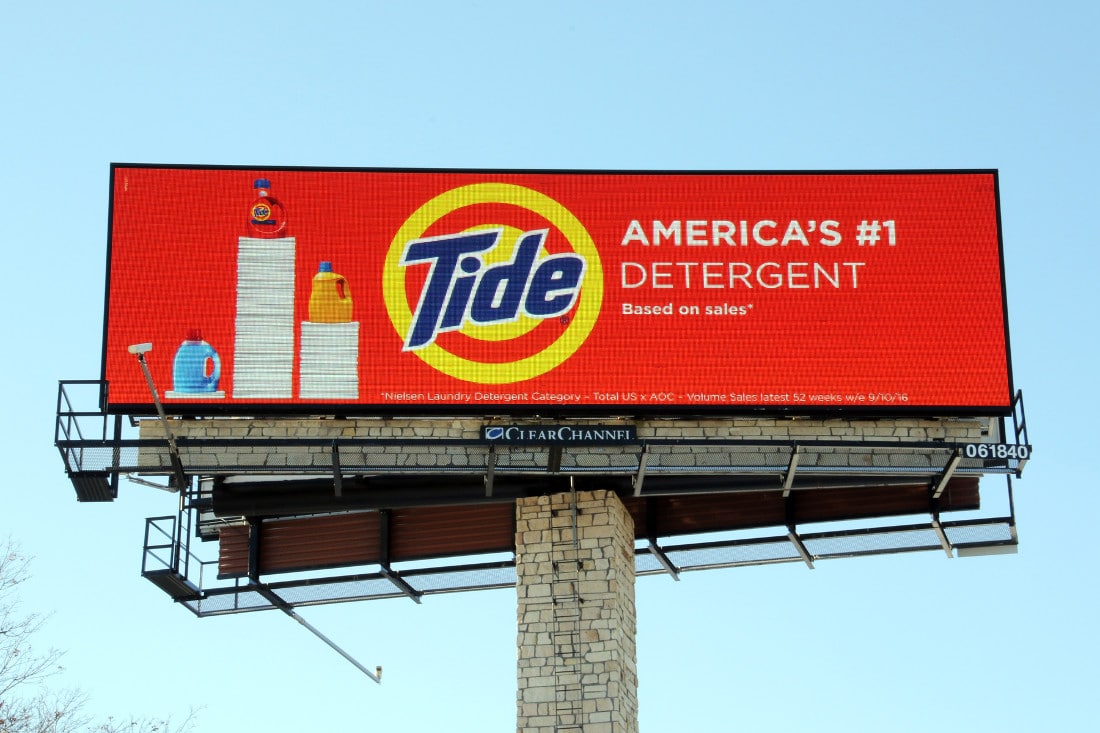 Tide
Tide
®
AMERICA'S #1
DETERGENT
Based on sales*
*Nielsen Laundry Detergent Category - Total US x AOC - Volume Sales latest 52 weeks w/e 9/10/16
CLEARCHANNEL
061840